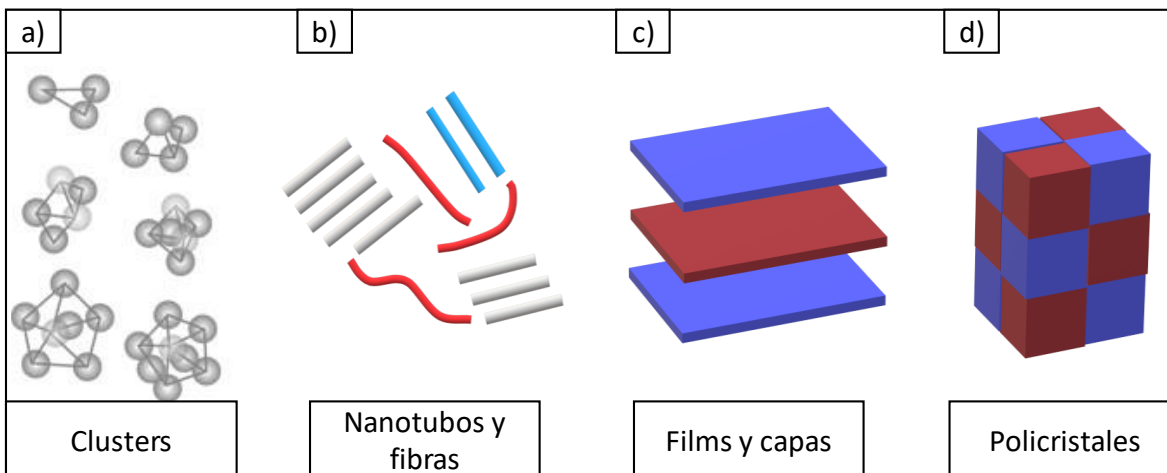 a)
b)
c)
d)
Clusters
Nanotubos y
fibras
Films y capas
Policristales